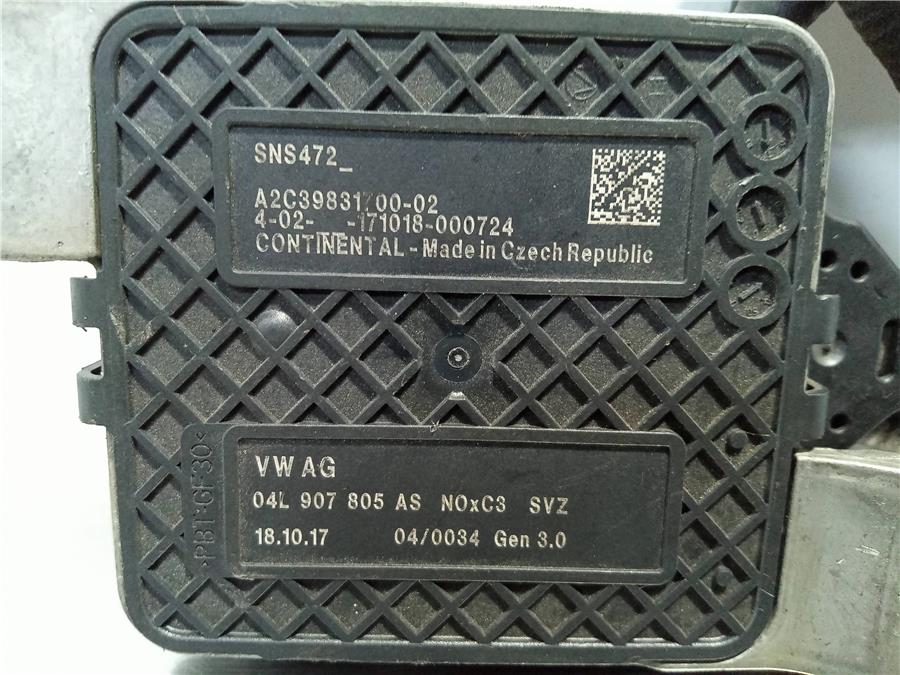 SNS472_
A2C39831700-02
4-02- -171018-000724
CONTINENTAL - Made in Czech Republic
VW AG
04L 907 805 AS NOxC3 SVZ
18.10.17 04/0034 Gen 3.0
>PBT-GF30<